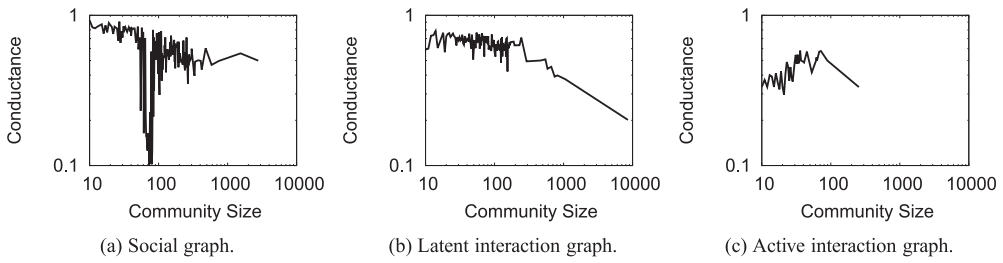 1
0.1
Conductance
10 100 1000 10000
Community Size
(a) Social graph.
1
0.1
Conductance
10 100 1000 10000
Community Size
(b) Latent interaction graph.
1
0.1
Conductance
10 100 1000 10000
Community Size
(c) Active interaction graph.